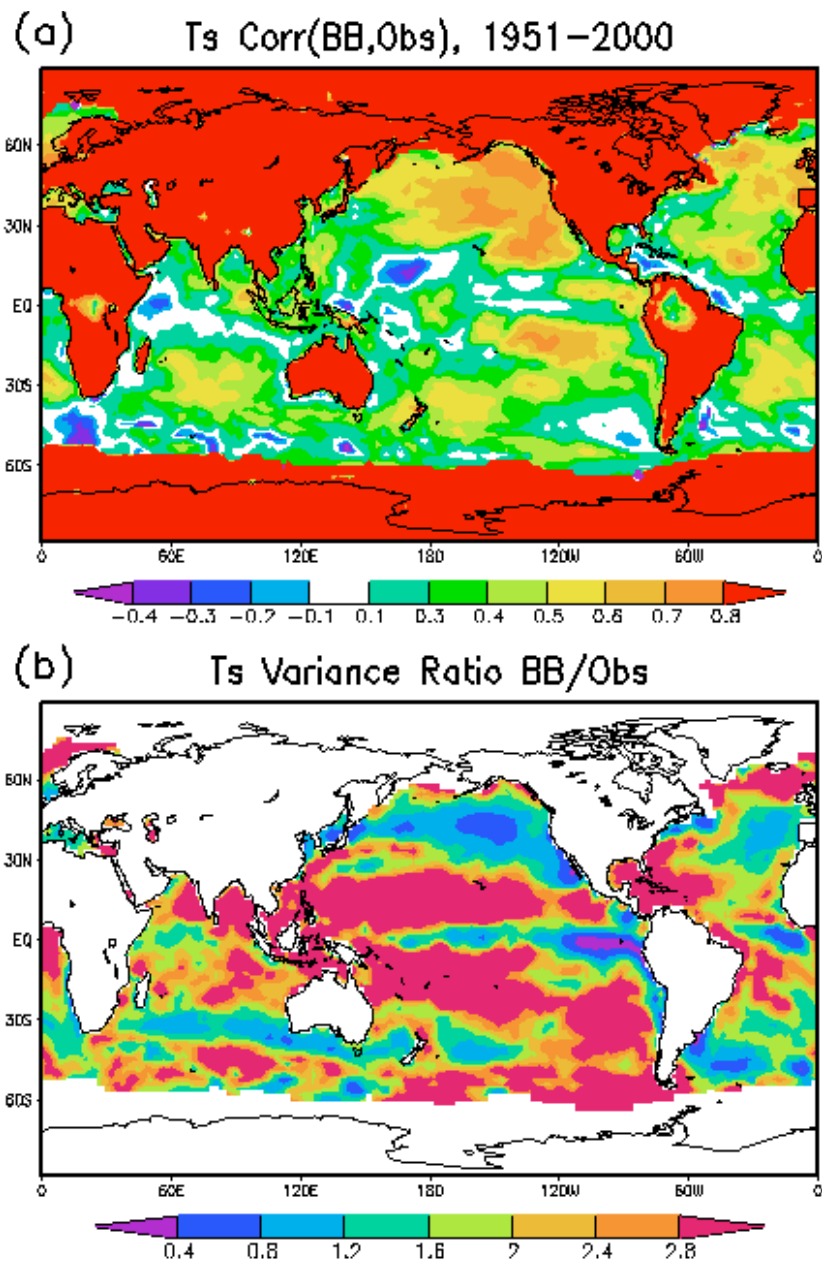 (a) Ts Corr(BB,Obs), 1951−2000
60N
30N
EQ
30S
60S
0 60E 120E 180 120W 60W 0
−0.4 −0.3 −0.2 −0.1 0.1 0.3 0.4 0.5 0.6 0.7 0.8
(b) Ts Variance Ratio BB/Obs
60N
30N
EQ
30S
60S
0 60E 120E 180 120W 60W 0
0.4 0.8 1.2 1.6 2 2.4 2.8